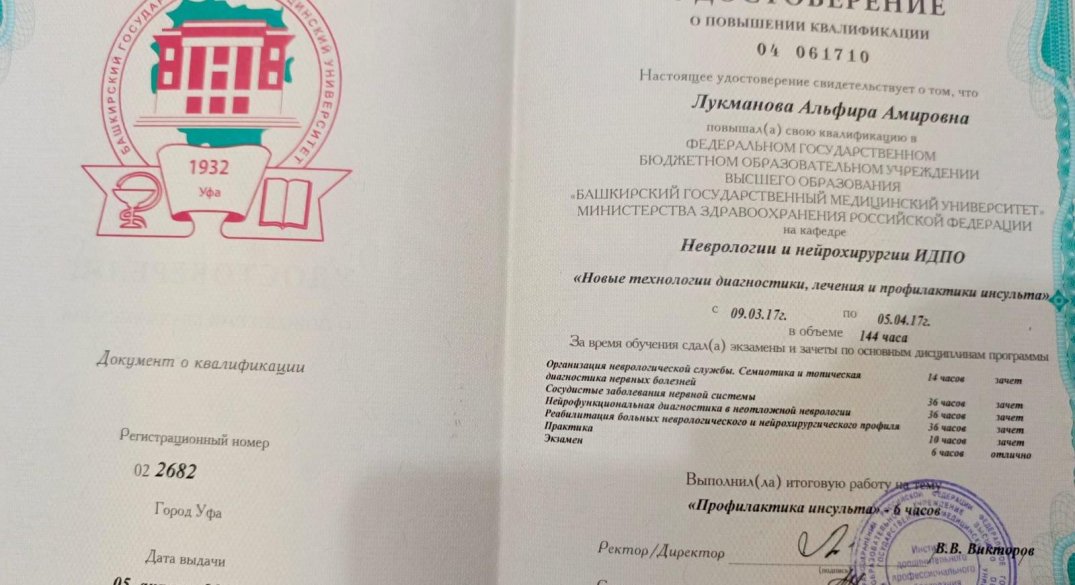 БАШКИРСКИЙ ГОСУДАРСТВЕННЫЙ МЕДИЦИНСКИЙ УНИВЕРСИТЕТ
1932
Уфа
Документ о квалификации
Регистрационный номер
02 2682
Город Уфа
Дата выдачи
УДОСТОВЕРЕНИЕ
О ПОВЫШЕНИИ КВАЛИФИКАЦИИ
04 061710
Настоящее удостоверение свидетельствует о том, что
Лукманова Альфира Амировна
повышал(а) свою квалификацию в
ФЕДЕРАЛЬНОМ ГОСУДАРСТВЕННОМ
БЮДЖЕТНОМ ОБРАЗОВАТЕЛЬНОМ УЧРЕЖДЕНИИ
ВЫСШЕГО ОБРАЗОВАНИЯ
«БАШКИРСКИЙ ГОСУДАРСТВЕННЫЙ МЕДИЦИНСКИЙ УНИВЕРСИТЕТ»
МИНИСТЕРСТВА ЗДРАВООХРАНЕНИЯ РОССИЙСКОЙ ФЕДЕРАЦИИ
на кафедре
Неврологии и нейрохирургии ИДПО
«Новые технологии диагностики, лечения и профилактики инсульта»
с 09.03.17г. по 05.04.17г.
в объеме 144 часа
За время обучения сдал(а) экзамены и зачеты по основным дисциплинам программы
Организация неврологической службы. Семиотика и топическая
диагностика нервных болезней 14 часов зачет
Сосудистые заболевания нервной системы 36 часов зачет
Нейрофункциональная диагностика в неотложной неврологии 36 часов зачет
Реабилитация больных неврологического и нейрохирургического профиля 36 часов зачет
Практика 10 часов зачет
Экзамен 6 часов отлично
Выполнил(ла) итоговую работу на тему
«Профилактика инсульта» - 6 часов
Ректор/Директор В.В. Викторов
(подпись)